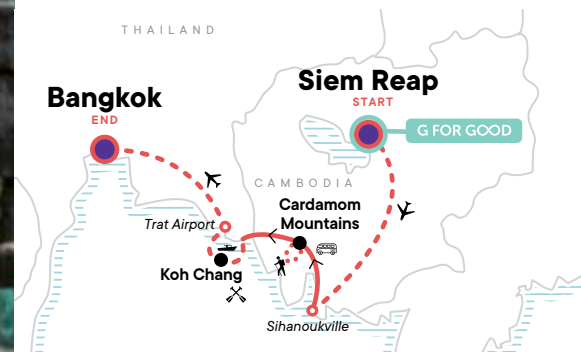 THAILAND
Siem Reap
START
Bangkok
END
G FOR GOOD
CAMBODIA
Cardamom
Mountains
Trat Airport
Koh Chang
Sihanoukville